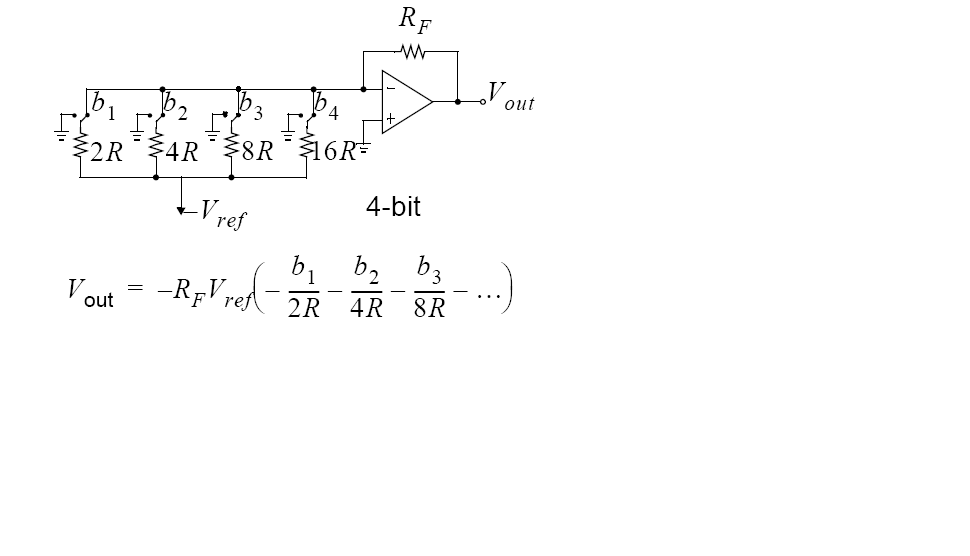 R_F
b_1 b_2 b_3 b_4
− V_out
+
2R 4R 8R 16R
−V_ref
4-bit
V_out = −R_F V_ref(− b_1/2R − b_2/4R − b_3/8R − …)